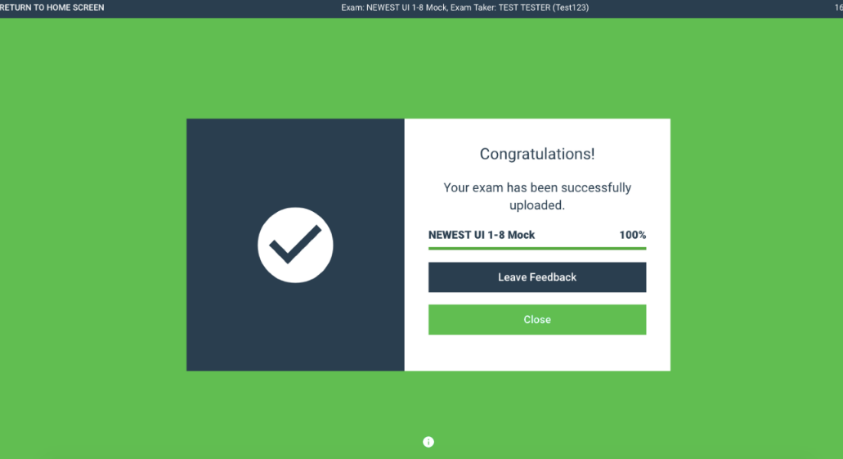 RETURN TO HOME SCREEN
Exam: NEWEST UI 1-8 Mock, Exam Taker: TEST TESTER (Test123)
16
Congratulations!
Your exam has been successfully
uploaded.
NEWEST UI 1-8 Mock 100%
Leave Feedback
Close